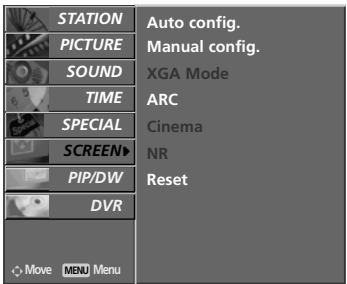 STATION
PICTURE
SOUND
TIME
SPECIAL
SCREEN
PIP/DW
DVR
Auto config.
Manual config.
XGA Mode
ARC
Cinema
NR
Reset
Move MENU Menu